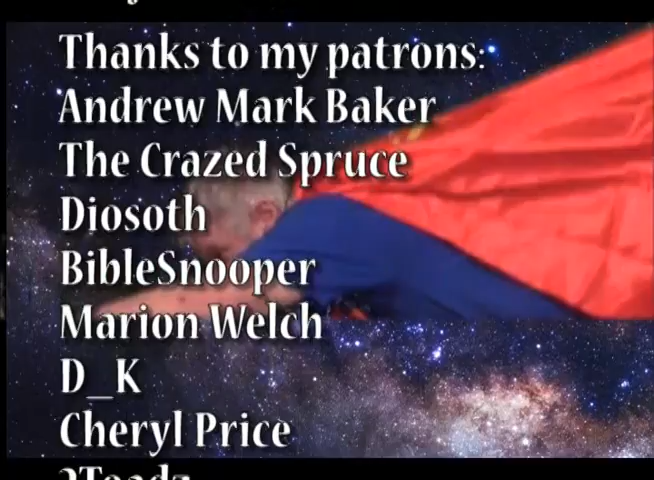 Thanks to my patrons:
Andrew Mark Baker
The Crazed Spruce
Diosoth
BibleSnooper
Marion Welch
D_K
Cheryl Price